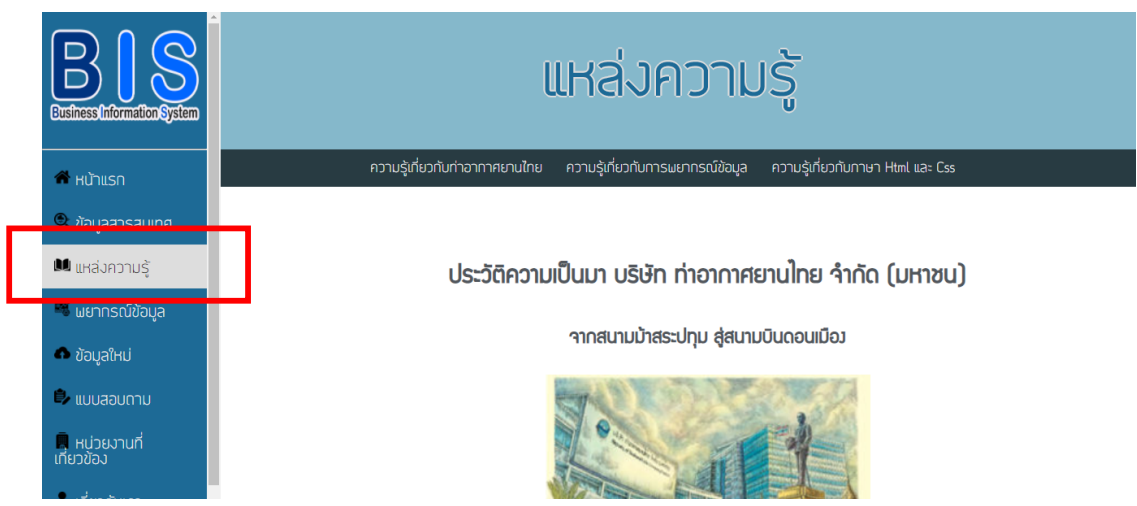 BIS
Business Information System
หน้าแรก
ข้อมูลสารสนเทศ
แหล่งความรู้
พยากรณ์ข้อมูล
ข้อมูลใหม่
แบบสอบถาม
หน่วยงานที่
เกี่ยวข้อง
แหล่งความรู้
ความรู้เกี่ยวกับท่าอากาศยานไทย ความรู้เกี่ยวกับการพยากรณ์ข้อมูล ความรู้เกี่ยวกับภาษา Html และ Css
ประวัติความเป็นมา บริษัท ท่าอากาศยานไทย จำกัด (มหาชน)
จากสนามม้าสระปทุม สู่สนามบินดอนเมือง